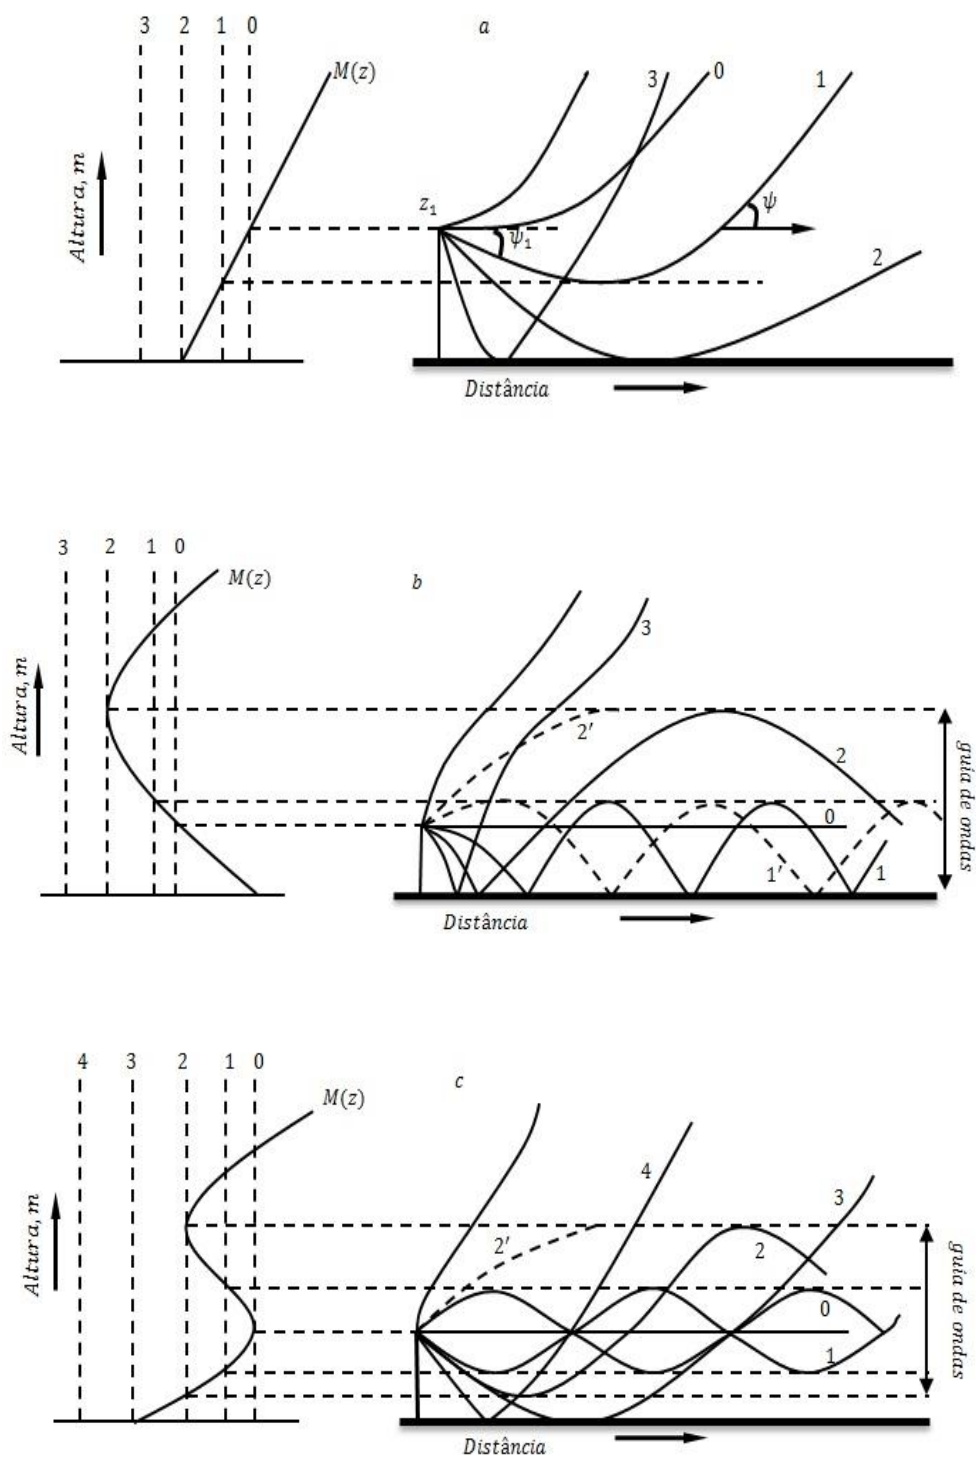 3 2 1 0
a
M(z)
3 0 1
Altura, m
z₁
ψ
ψ₁
2
Distância
3 2 1 0
M(z)
b
3
Altura, m
2′
2
0
1′ 1
guia de ondas
Distância
4 3 2 1 0
c
M(z)
4
3
Altura, m
2′
2
0
1
guia de ondas
Distância